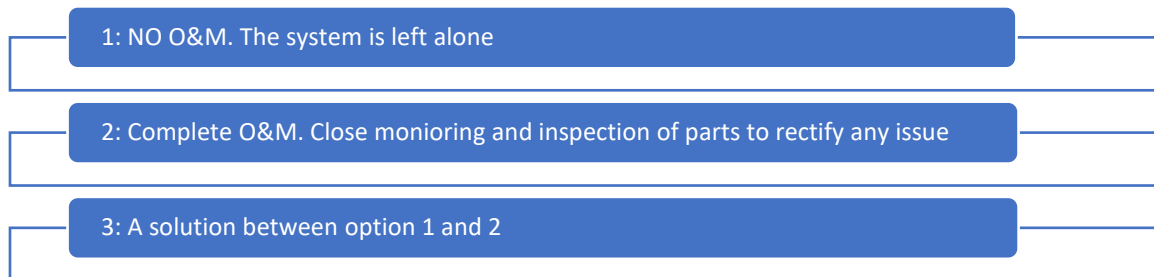 1: NO O&M. The system is left alone
2: Complete O&M. Close monioring and inspection of parts to rectify any issue
3: A solution between option 1 and 2